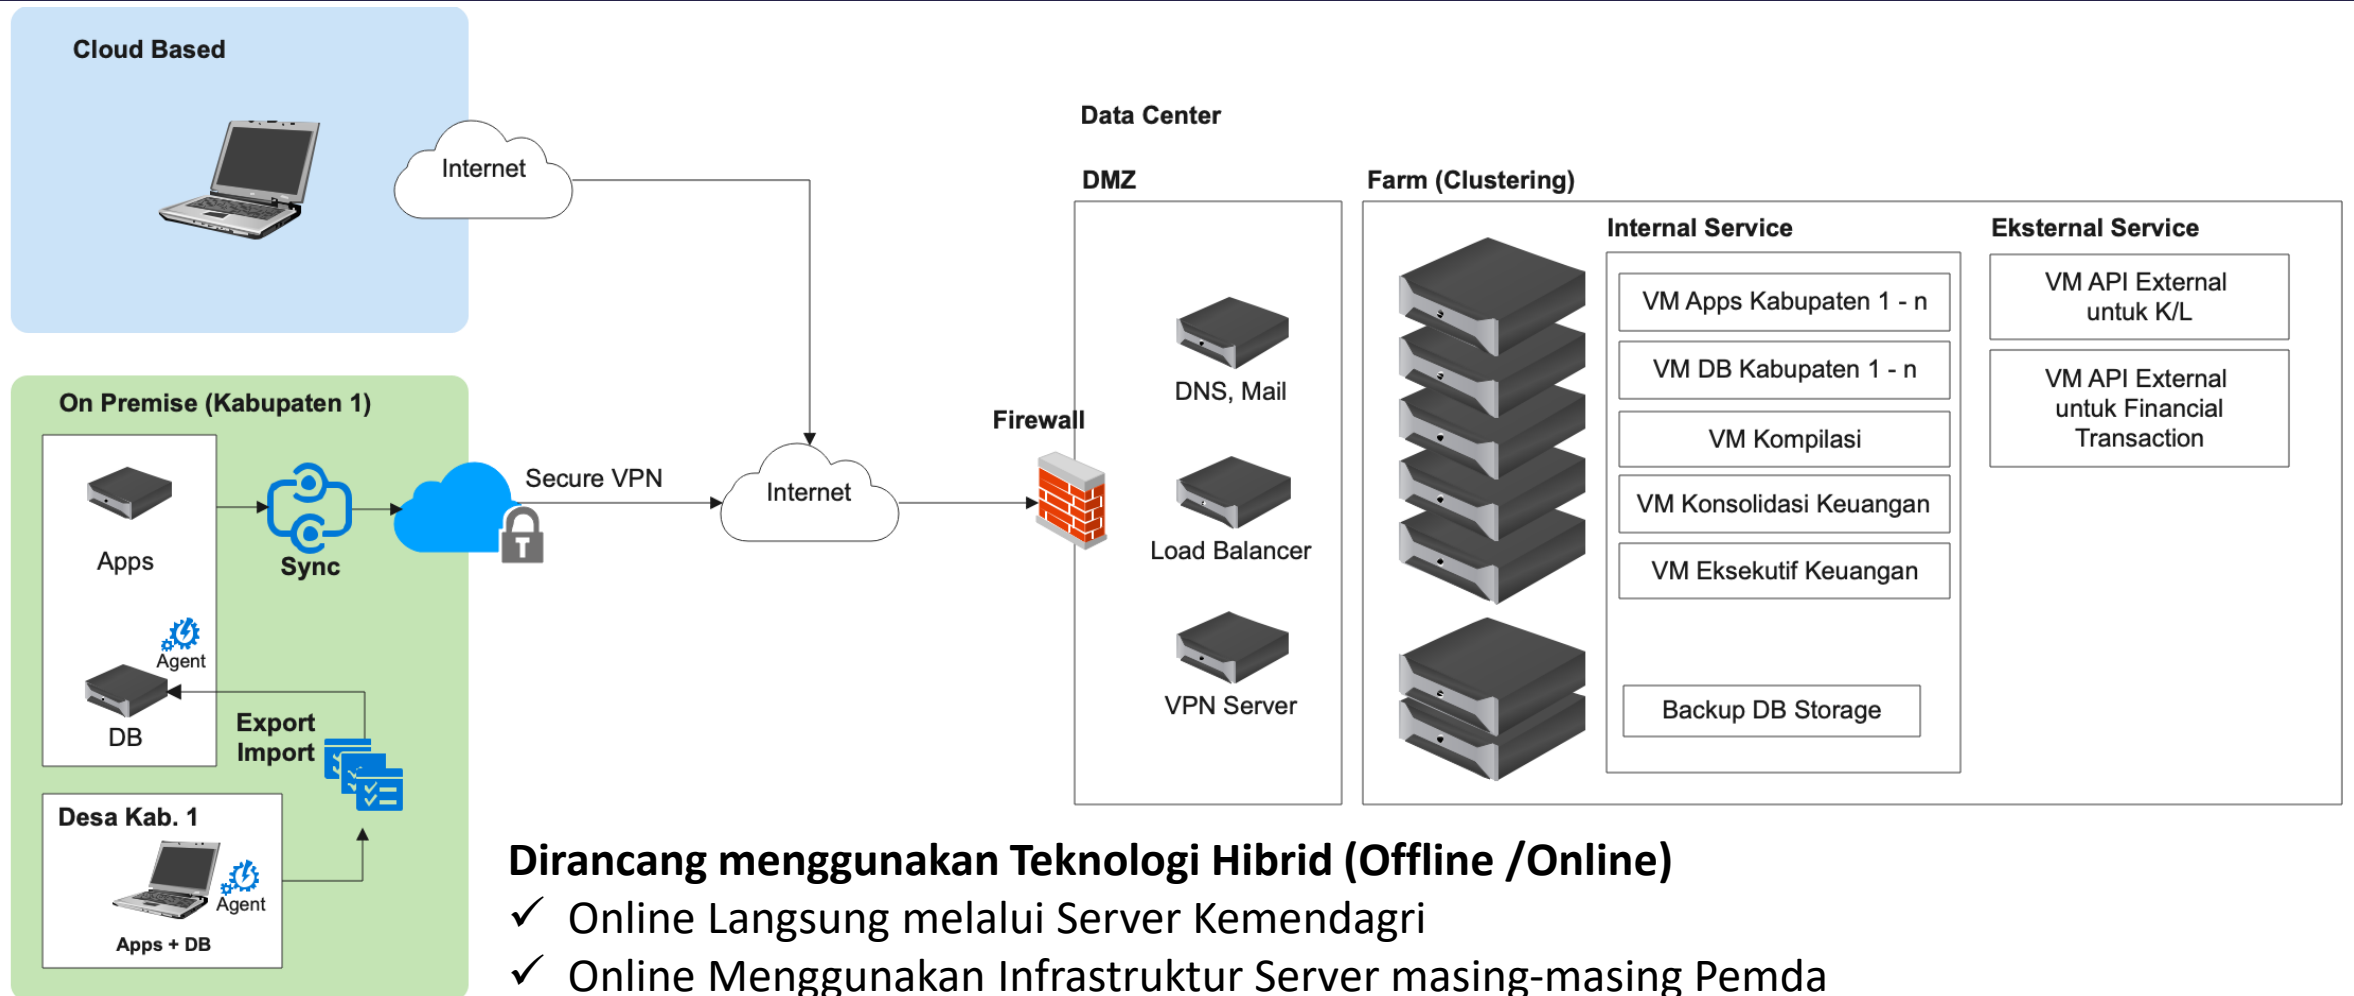 Cloud Based
Internet
On Premise (Kabupaten 1)
Apps
Sync
Agent
DB
Export
Import
Desa Kab. 1
Agent
Apps + DB
Secure VPN
Internet
Firewall
Data Center
DMZ
DNS, Mail
Load Balancer
VPN Server
Farm (Clustering)
Internal Service
VM Apps Kabupaten 1 - n
VM DB Kabupaten 1 - n
VM Kompilasi
VM Konsolidasi Keuangan
VM Eksekutif Keuangan
Backup DB Storage
Eksternal Service
VM API External
untuk K/L
VM API External
untuk Financial
Transaction
Dirancang menggunakan Teknologi Hibrid (Offline /Online)
✓ Online Langsung melalui Server Kemendagri
✓ Online Menggunakan Infrastruktur Server masing-masing Pemda
T